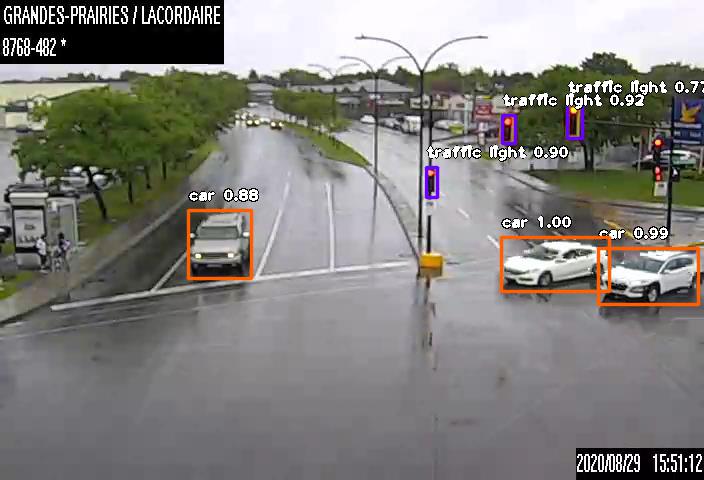 GRANDES-PRAIRIES / LACORDAIRE
8768-482 *
traffic light 0.77
traffic light 0.92
traffic light 0.90
car 0.88
car 1.00
car 0.99
2020/08/29 15:51:12